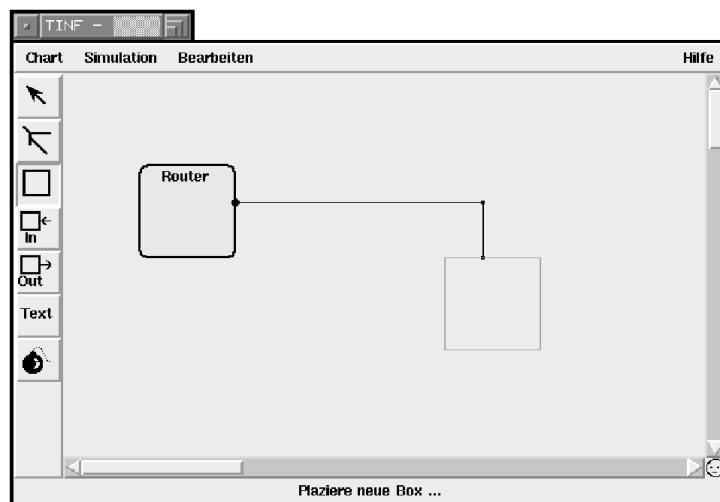 TINF -
Chart Simulation Bearbeiten Hilfe
Router
In
Out
Text
Plaziere neue Box ...